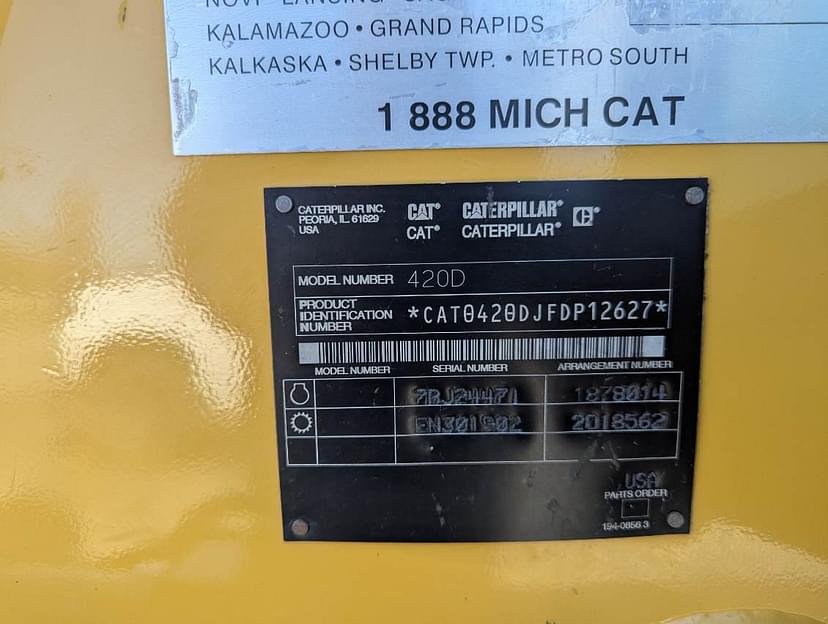 KALAMAZOO • GRAND RAPIDS
KALKASKA • SHELBY TWP. • METRO SOUTH
1 888 MICH CAT
CATERPILLAR INC.
PEORIA, IL. 61629
USA
CAT® CATERPILLAR®
CAT® CATERPILLAR®
MODEL NUMBER 420D
PRODUCT
IDENTIFICATION
NUMBER
*CAT0420DJFDP12627*
MODEL NUMBER SERIAL NUMBER ARRANGEMENT NUMBER
7BJ24471 1878014
EN301902 2018562
USA
PARTS ORDER
194-0656 3